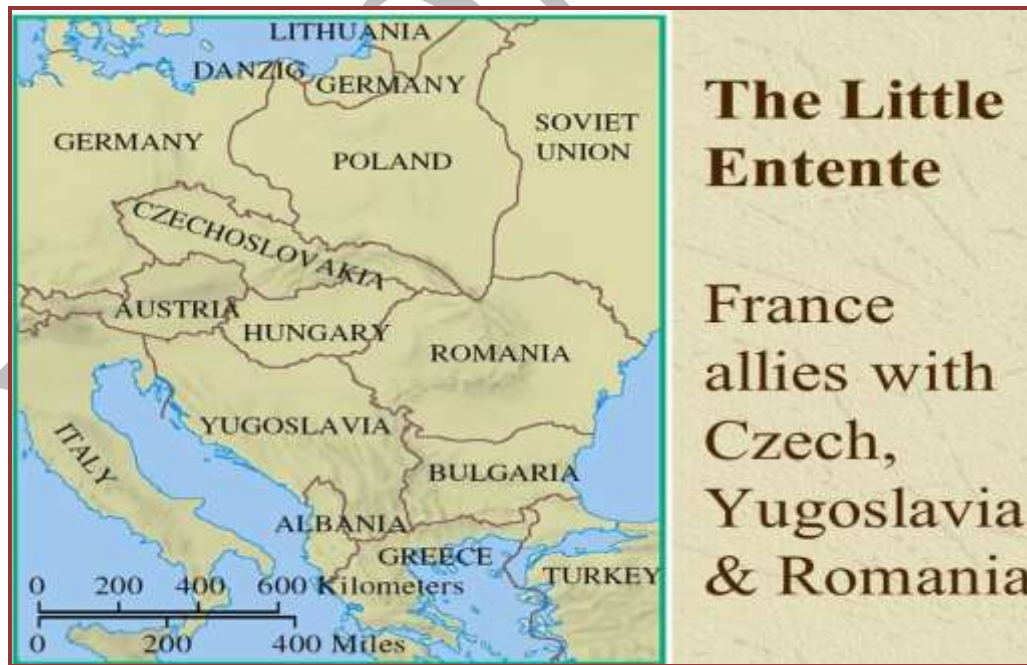 LITHUANIA
DANZIG
GERMANY
GERMANY
SOVIET
UNION
POLAND
CZECHOSLOVAKIA
AUSTRIA
HUNGARY
ROMANIA
YUGOSLAVIA
ITALY
BULGARIA
ALBANIA
GREECE
TURKEY
0 200 400 600 Kilometers
0 200 400 Miles
The Little
Entente
France
allies with
Czech,
Yugoslavia
& Romania